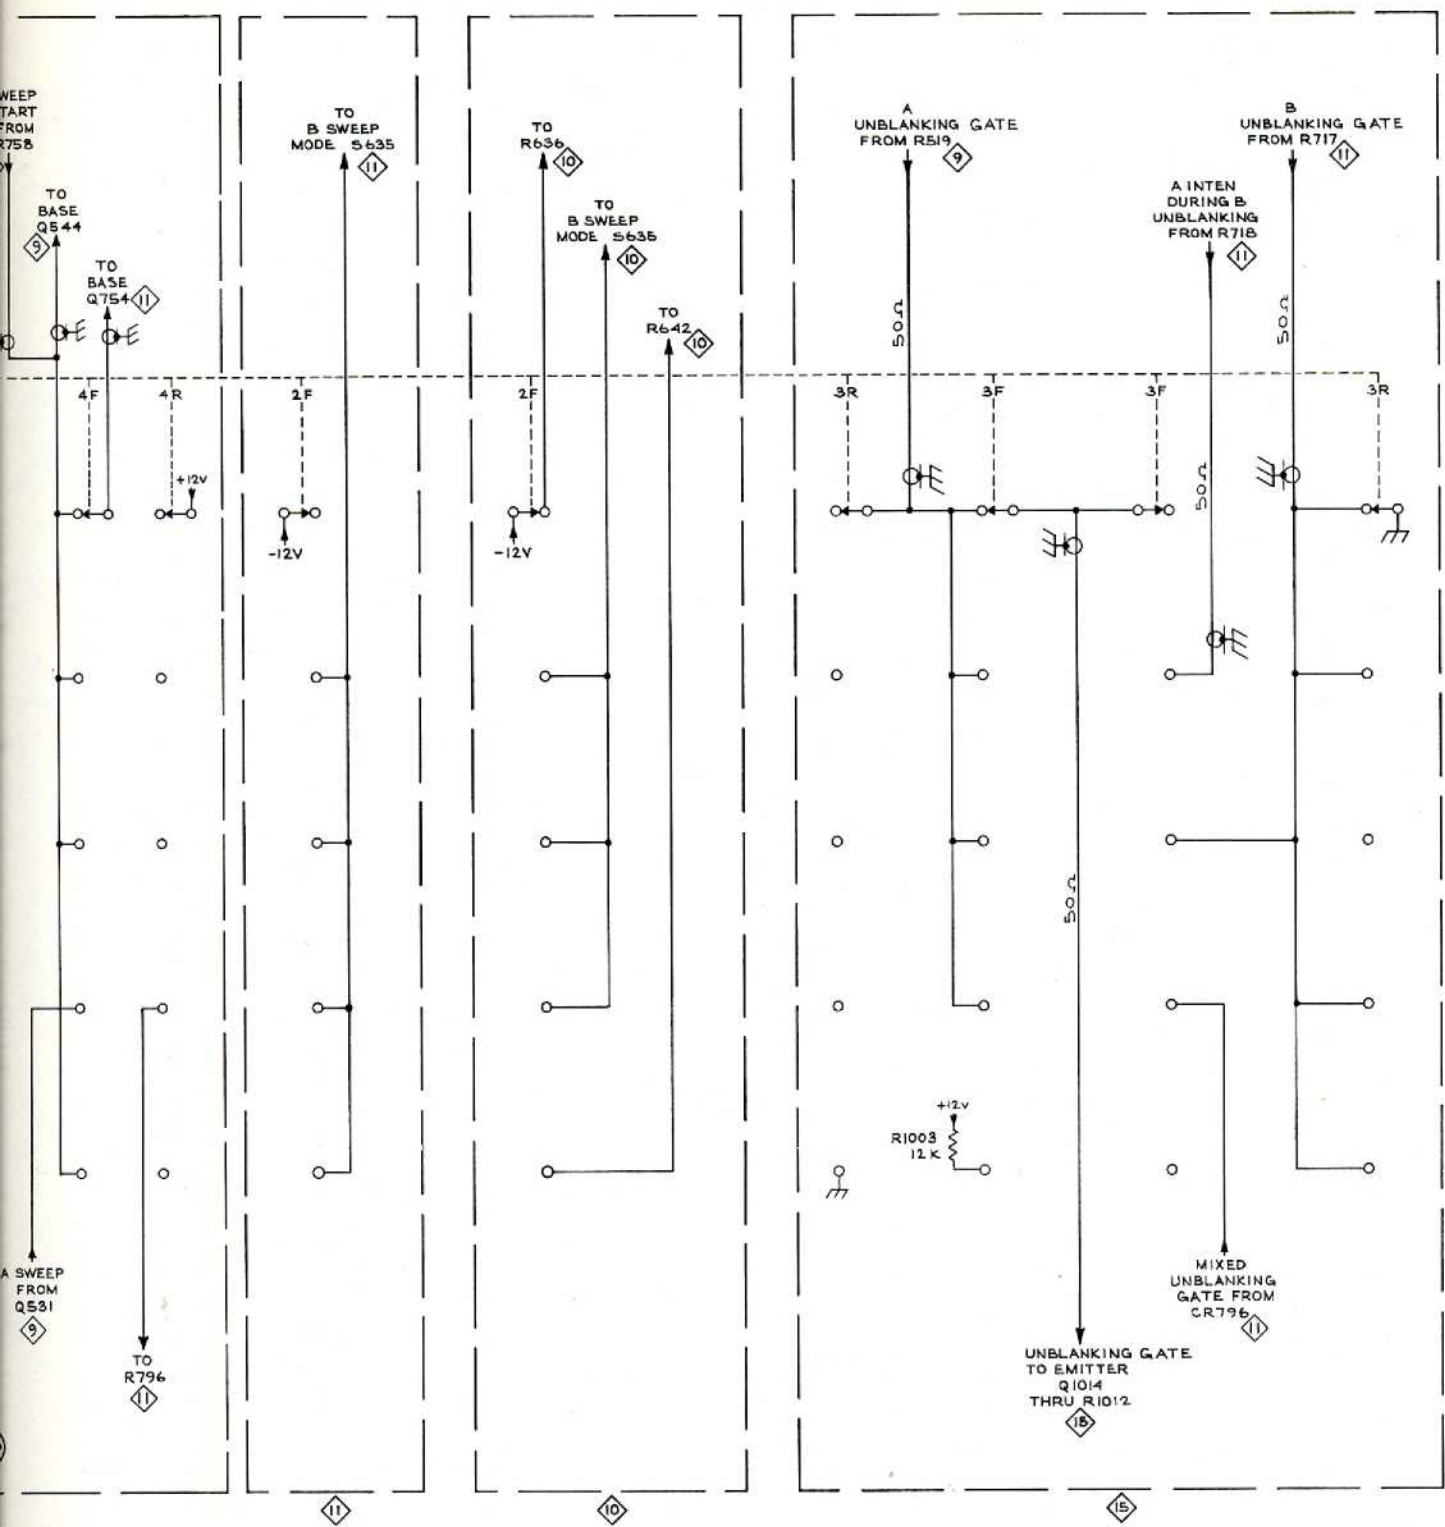 WEEP
TART
FROM
R758
TO
BASE
Q544
9
TO
BASE
Q754
11
TO
B SWEEP
MODE S635
11
TO
R636
10
TO
B SWEEP
MODE S635
10
TO
R642
10
A
UNBLANKING GATE
FROM R519
9
B
UNBLANKING GATE
FROM R717
11
A INTEN
DURING B
UNBLANKING
FROM R718
11
50Ω
50Ω
4F
4R
2F
2F
3R
3F
3F
3R
+12V
-12V
-12V
50Ω
50Ω
+12V
R1003
12K
A SWEEP
FROM
Q531
9
TO
R796
11
MIXED
UNBLANKING
GATE FROM
CR796
11
UNBLANKING GATE
TO EMITTER
Q1014
THRU R1012
15
11
10
15